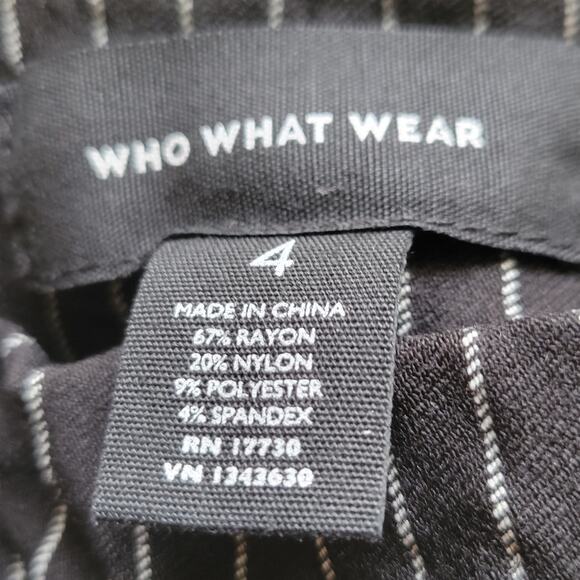 WHO WHAT WEAR
4
MADE IN CHINA
67% RAYON
20% NYLON
9% POLYESTER
4% SPANDEX
RN 17730
VN 1343630